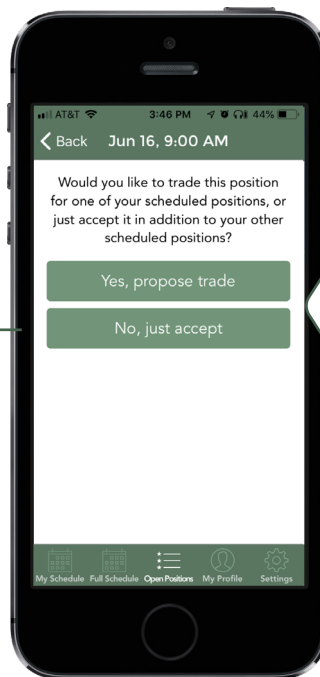 AT&T 3:46 PM 44%
Back Jun 16, 9:00 AM
Would you like to trade this position
for one of your scheduled positions, or
just accept it in addition to your other
scheduled positions?
Yes, propose trade
No, just accept
My Schedule Full Schedule Open Positions My Profile Settings